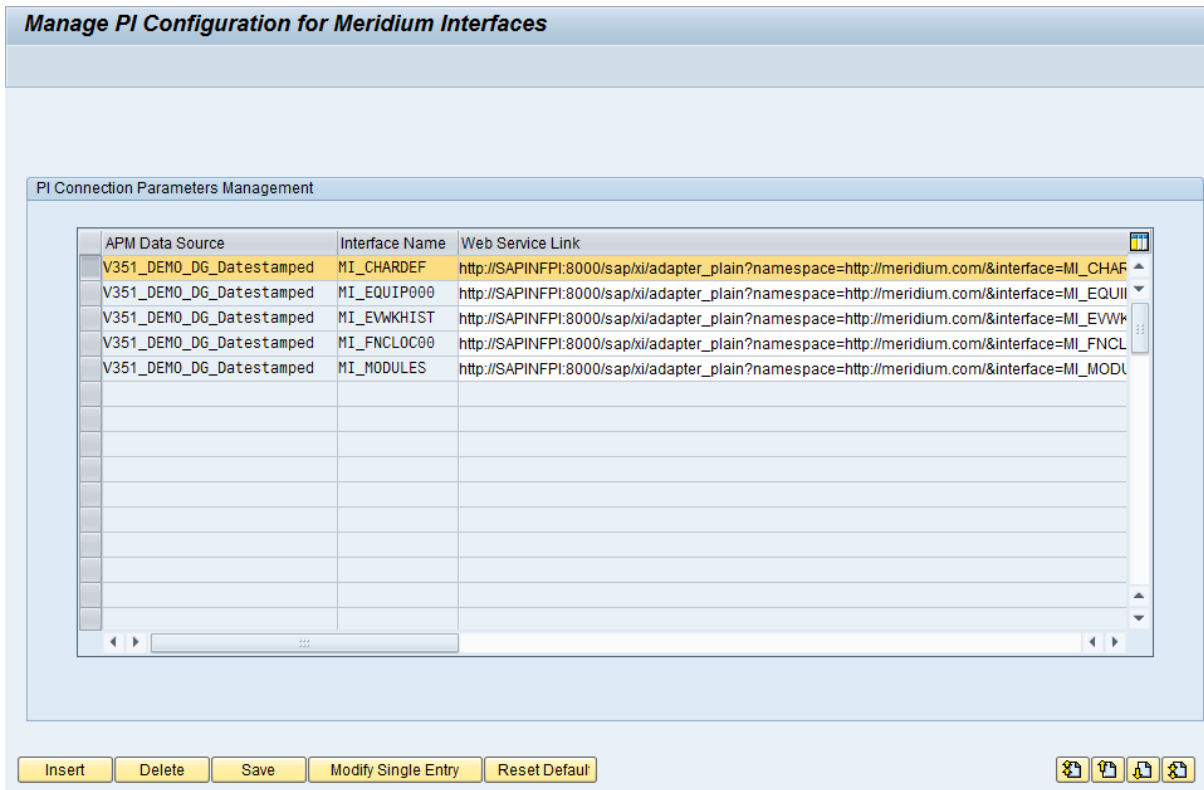 Manage PI Configuration for Meridium Interfaces
PI Connection Parameters Management
APM Data Source Interface Name Web Service Link
V351_DEMO_DG_Datestamped MI_CHARDEF http://SAPINFPI:8000/sap/xi/adapter_plain?namespace=http://meridium.com/&interface=MI_CHAR
V351_DEMO_DG_Datestamped MI_EQUIP000 http://SAPINFPI:8000/sap/xi/adapter_plain?namespace=http://meridium.com/&interface=MI_EQUI
V351_DEMO_DG_Datestamped MI_EVWKHIST http://SAPINFPI:8000/sap/xi/adapter_plain?namespace=http://meridium.com/&interface=MI_EVWK
V351_DEMO_DG_Datestamped MI_FNCLOC00 http://SAPINFPI:8000/sap/xi/adapter_plain?namespace=http://meridium.com/&interface=MI_FNCL
V351_DEMO_DG_Datestamped MI_MODULES http://SAPINFPI:8000/sap/xi/adapter_plain?namespace=http://meridium.com/&interface=MI_MODU
Insert Delete Save Modify Single Entry Reset Defaul